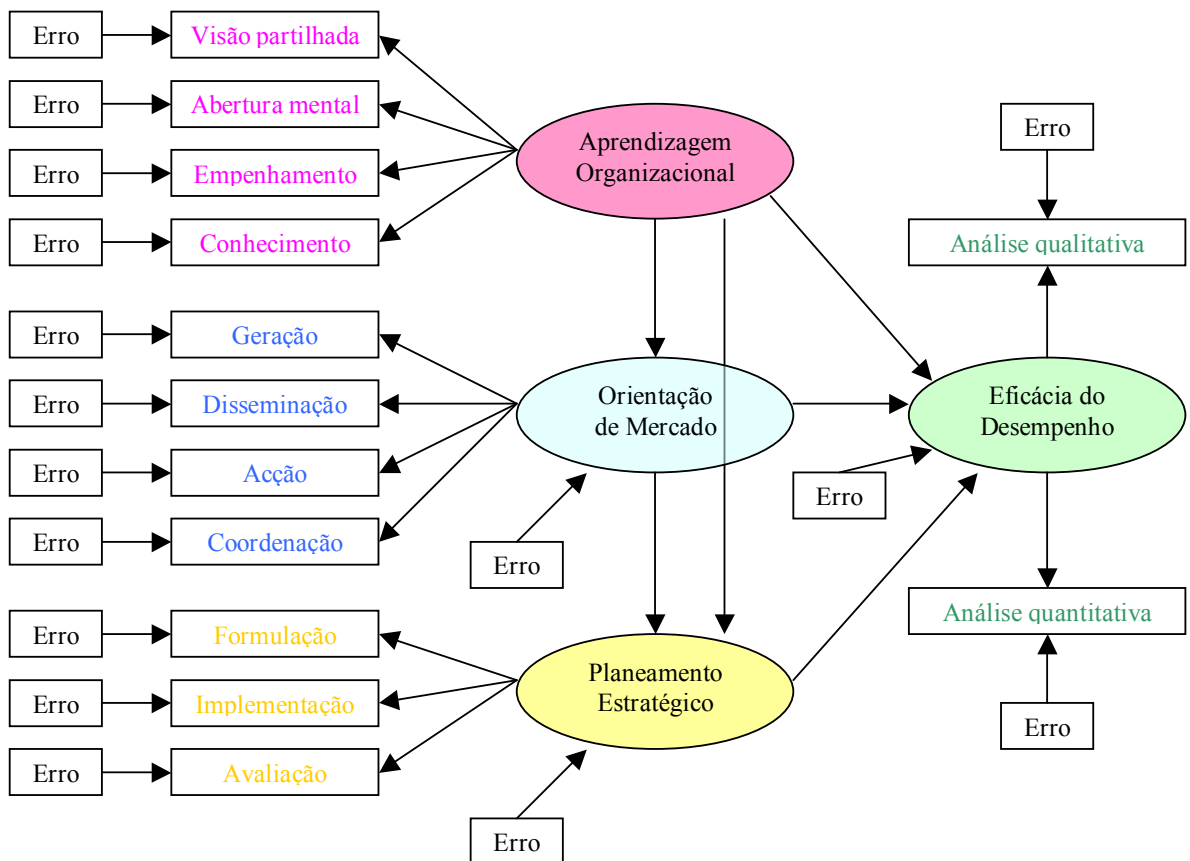 Erro
Visão partilhada
Erro
Abertura mental
Erro
Empenhamento
Erro
Conhecimento
Aprendizagem
Organizacional
Erro
Análise qualitativa
Erro
Geração
Erro
Disseminação
Erro
Acção
Erro
Coordenação
Orientação
de Mercado
Erro
Eficácia do
Desempenho
Erro
Erro
Formulação
Erro
Implementação
Erro
Avaliação
Planeamento
Estratégico
Erro
Análise quantitativa
Erro